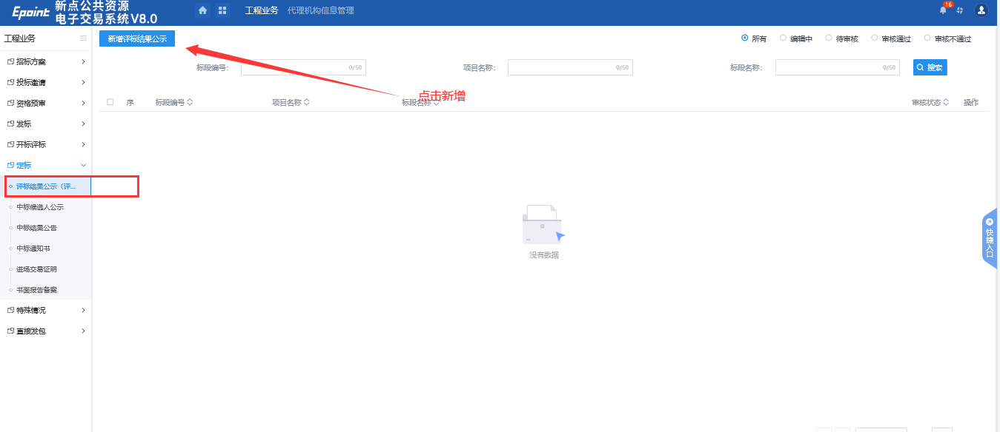 Epoint 新点公共资源
电子交易系统V8.0
工程业务 代理机构信息管理
16
工程业务
新增评标结果公示
所有 编辑中 待审核 审核通过 审核不通过
招标方案
标段编号: 0/50 项目名称: 0/50 标段名称: 0/50 搜索
投标邀请
点击新增
资格预审
序 标段编号 项目名称 标段名称 审核状态 操作
发标
开标评标
定标
评标结果公示（评...
中标候选人公示
中标结果公告
中标通知书
进场交易证明
书面报告备案
特殊情况
直接发包
没有数据
快捷入口